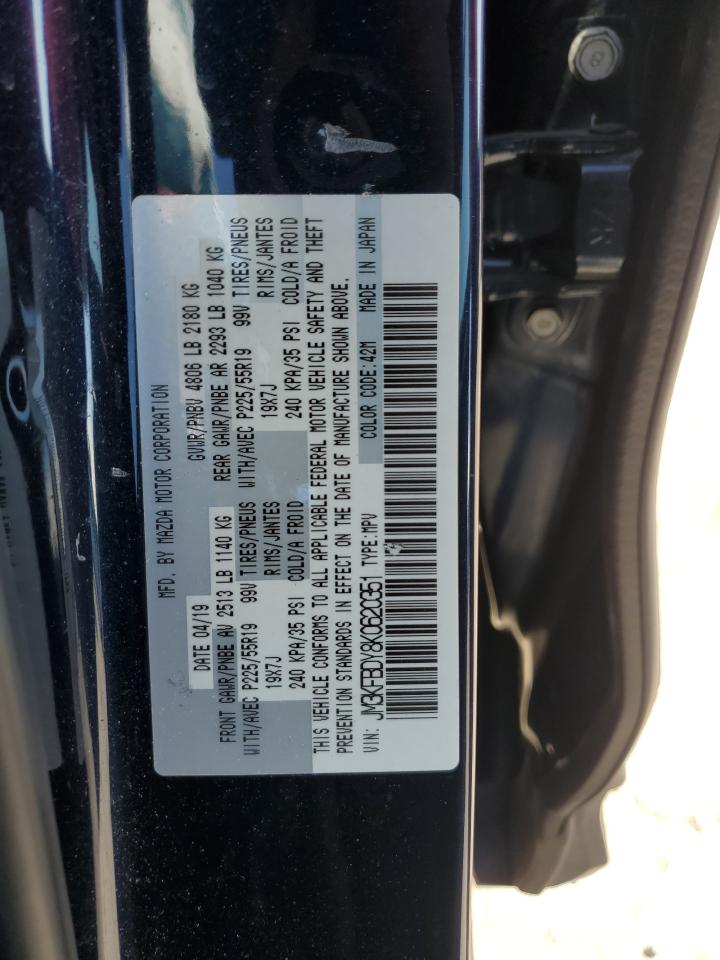 MFD. BY MAZDA MOTOR CORPORATION
DATE 04/19 GVWR/PNBV 4806 LB 2180 KG
FRONT GAWR/PNBE AV 2513 LB 1140 KG REAR GAWR/PNBE AR 2293 LB 1040 KG
WITH/AVEC P225/55R19 99V TIRES/PNEUS WITH/AVEC P225/55R19 99V TIRES/PNEUS
19X7J RIMS/JANTES 19X7J RIMS/JANTES
240 KPA/35 PSI COLD/A FROID 240 KPA/35 PSI COLD/A FROID
THIS VEHICLE CONFORMS TO ALL APPLICABLE FEDERAL MOTOR VEHICLE SAFETY AND THEFT
PREVENTION STANDARDS IN EFFECT ON THE DATE OF MANUFACTURE SHOWN ABOVE.
VIN: JM3KFBDY8K0620351 TYPE:MPV COLOR CODE:42M MADE IN JAPAN
8